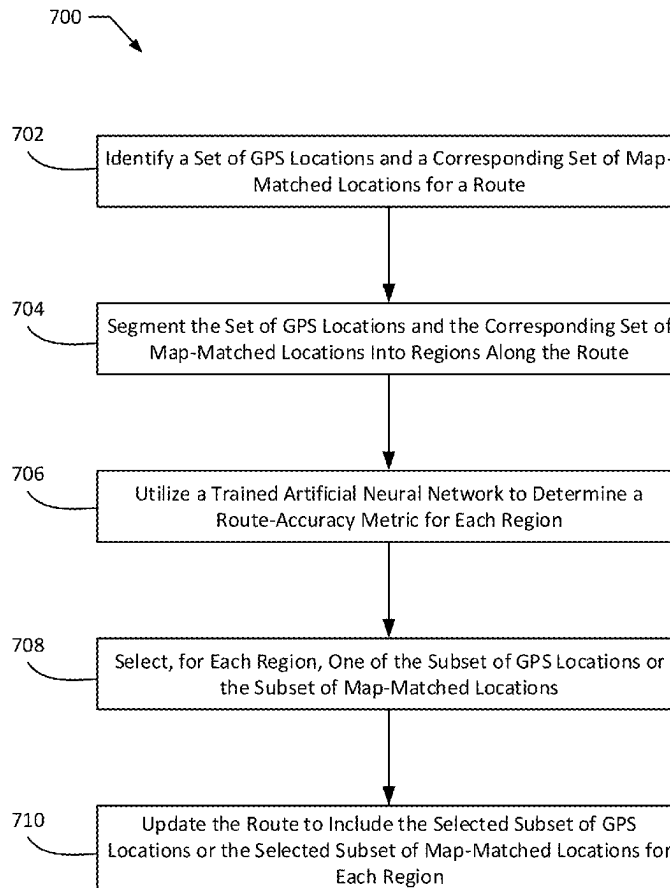 700
702
Identify a Set of GPS Locations and a Corresponding Set of Map-
Matched Locations for a Route
704
Segment the Set of GPS Locations and the Corresponding Set of
Map-Matched Locations Into Regions Along the Route
706
Utilize a Trained Artificial Neural Network to Determine a
Route-Accuracy Metric for Each Region
708
Select, for Each Region, One of the Subset of GPS Locations or
the Subset of Map-Matched Locations
710
Update the Route to Include the Selected Subset of GPS
Locations or the Selected Subset of Map-Matched Locations for
Each Region